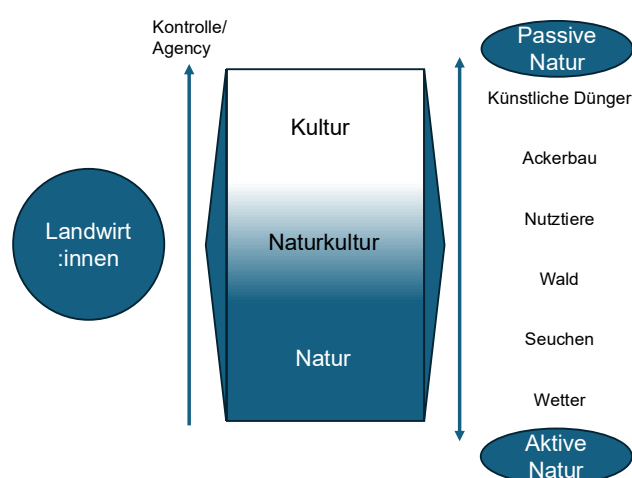 Kontrolle/
Agency
Landwirt
:innen
Kultur
Naturkultur
Natur
Passive
Natur
Künstliche Dünger
Ackerbau
Nutztiere
Wald
Seuchen
Wetter
Aktive
Natur